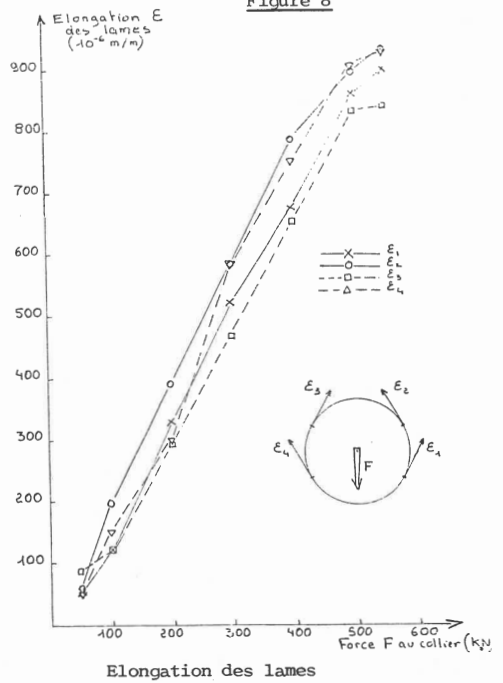 Figure 8
Elongation ε
des lames
(10⁻⁶ m/m)
900
800
700
600
500
400
300
200
100
ε1
ε2
ε3
ε4
ε3
ε2
ε4
ε1
F
100
200
300
400
500
600
Force F au collier (KN)
Elongation des lames